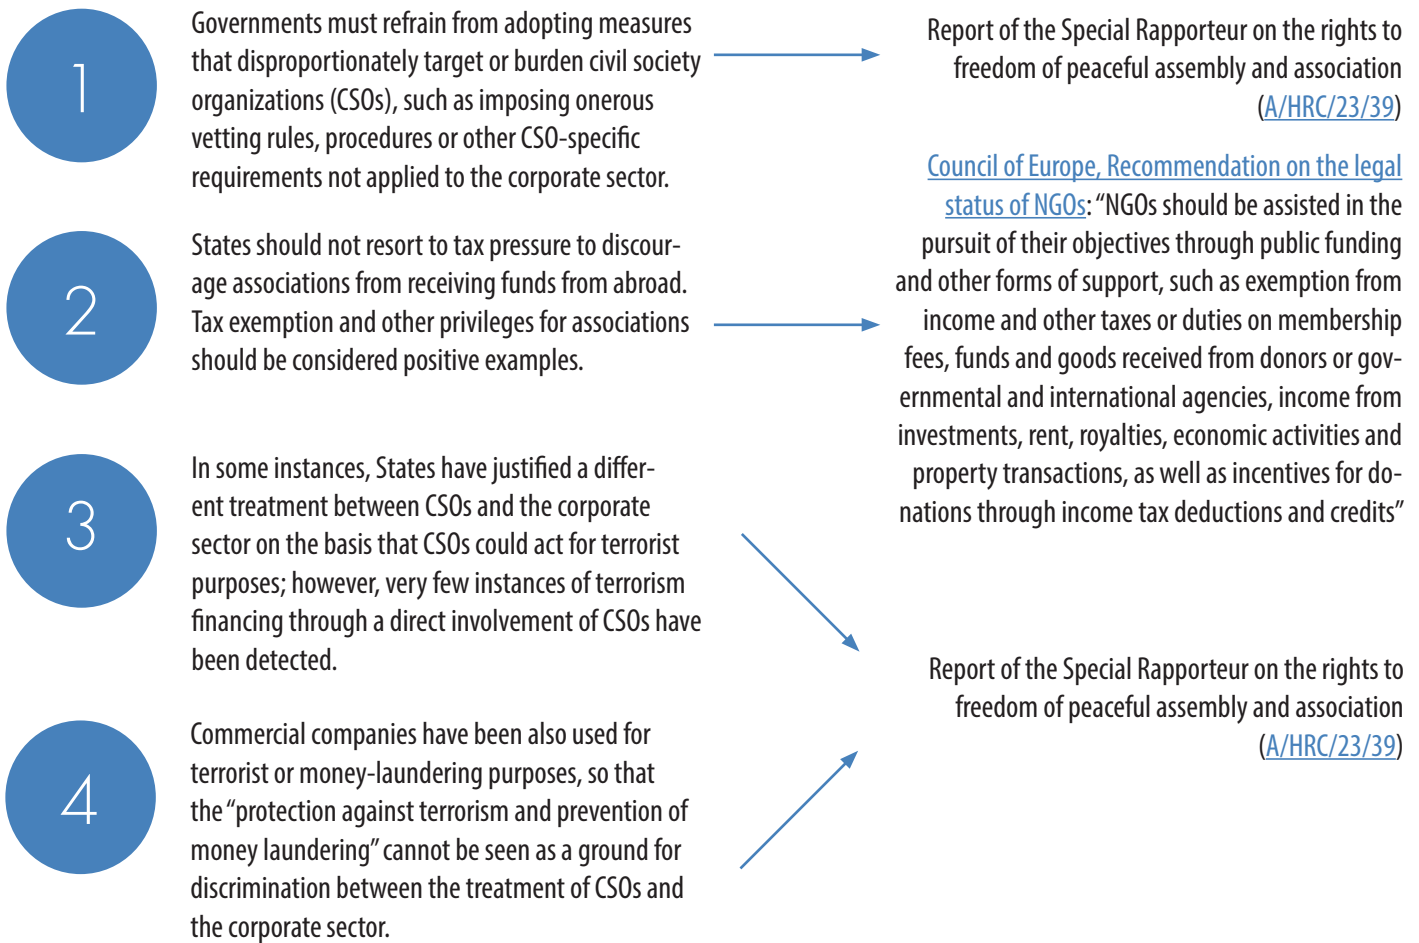 1
Governments must refrain from adopting measures
that disproportionately target or burden civil society
organizations (CSOs), such as imposing onerous
vetting rules, procedures or other CSO-specific
requirements not applied to the corporate sector.
Report of the Special Rapporteur on the rights to
freedom of peaceful assembly and association
(A/HRC/23/39)
2
States should not resort to tax pressure to discour-
age associations from receiving funds from abroad.
Tax exemption and other privileges for associations
should be considered positive examples.
Council of Europe, Recommendation on the legal
status of NGOs: “NGOs should be assisted in the
pursuit of their objectives through public funding
and other forms of support, such as exemption from
income and other taxes or duties on membership
fees, funds and goods received from donors or gov-
ernmental and international agencies, income from
investments, rent, royalties, economic activities and
property transactions, as well as incentives for do-
nations through income tax deductions and credits”
3
In some instances, States have justified a differ-
ent treatment between CSOs and the corporate
sector on the basis that CSOs could act for terrorist
purposes; however, very few instances of terrorism
financing through a direct involvement of CSOs have
been detected.
4
Commercial companies have been also used for
terrorist or money-laundering purposes, so that
the “protection against terrorism and prevention of
money laundering” cannot be seen as a ground for
discrimination between the treatment of CSOs and
the corporate sector.
Report of the Special Rapporteur on the rights to
freedom of peaceful assembly and association
(A/HRC/23/39)